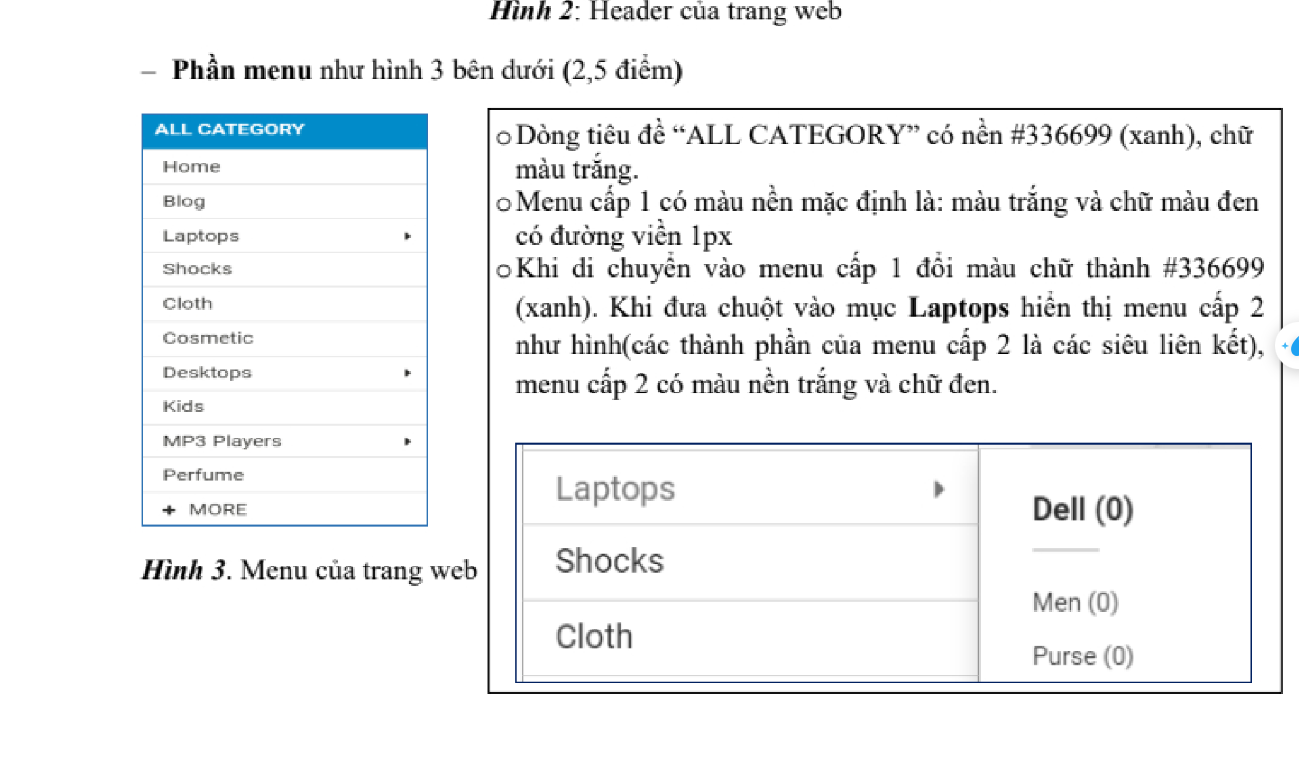 Hình 2: Header của trang web
– Phần menu như hình 3 bên dưới (2,5 điểm)
ALL CATEGORY
Home
Blog
Laptops
Shocks
Cloth
Cosmetic
Desktops
Kids
MP3 Players
Perfume
+ MORE
Hình 3. Menu của trang web
○ Dòng tiêu đề “ALL CATEGORY” có nền #336699 (xanh), chữ
màu trắng.
○ Menu cấp 1 có màu nền mặc định là: màu trắng và chữ màu đen
có đường viền 1px
○ Khi di chuyển vào menu cấp 1 đổi màu chữ thành #336699
(xanh). Khi đưa chuột vào mục Laptops hiển thị menu cấp 2
như hình(các thành phần của menu cấp 2 là các siêu liên kết),
menu cấp 2 có màu nền trắng và chữ đen.
Laptops
Shocks
Cloth
Dell (0)
Men (0)
Purse (0)